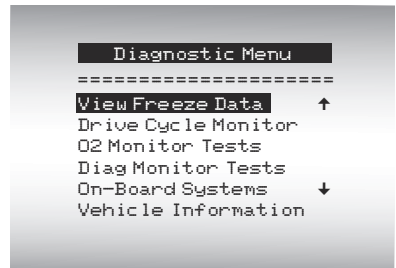 Diagnostic Menu
=====================
View Freeze Data ↑
Drive Cycle Monitor
O2 Monitor Tests
Diag Monitor Tests
On-Board Systems ↓
Vehicle Information